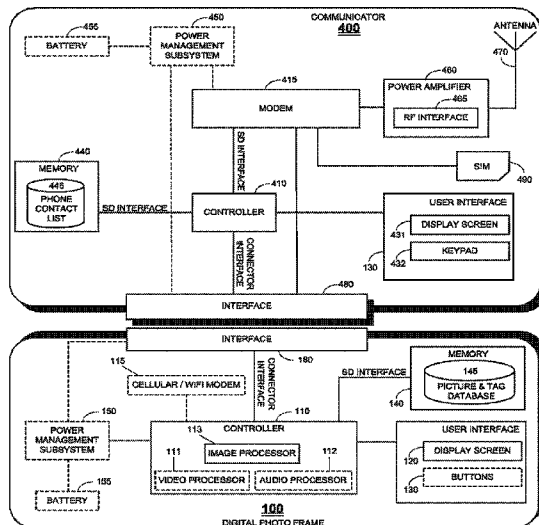 COMMUNICATOR
400
ANTENNA
455
BATTERY
450
POWER
MANAGEMENT
SUBSYSTEM
415
MODEM
460
POWER AMPLIFIER
465
RF INTERFACE
470
440
MEMORY
446
PHONE
CONTACT
LIST
SD INTERFACE
SD INTERFACE
410
CONTROLLER
CONNECTOR
INTERFACE
SIM
490
USER INTERFACE
431
DISPLAY SCREEN
432
KEYPAD
130
480
INTERFACE
INTERFACE
180
115
CELLULAR / WIFI MODEM
CONNECTOR
INTERFACE
SD INTERFACE
MEMORY
145
PICTURE & TAG
DATABASE
140
150
POWER
MANAGEMENT
SUBSYSTEM
155
BATTERY
110
CONTROLLER
113
IMAGE PROCESSOR
111
VIDEO PROCESSOR
112
AUDIO PROCESSOR
USER INTERFACE
120
DISPLAY SCREEN
130
BUTTONS
100
DIGITAL PHOTO FRAME